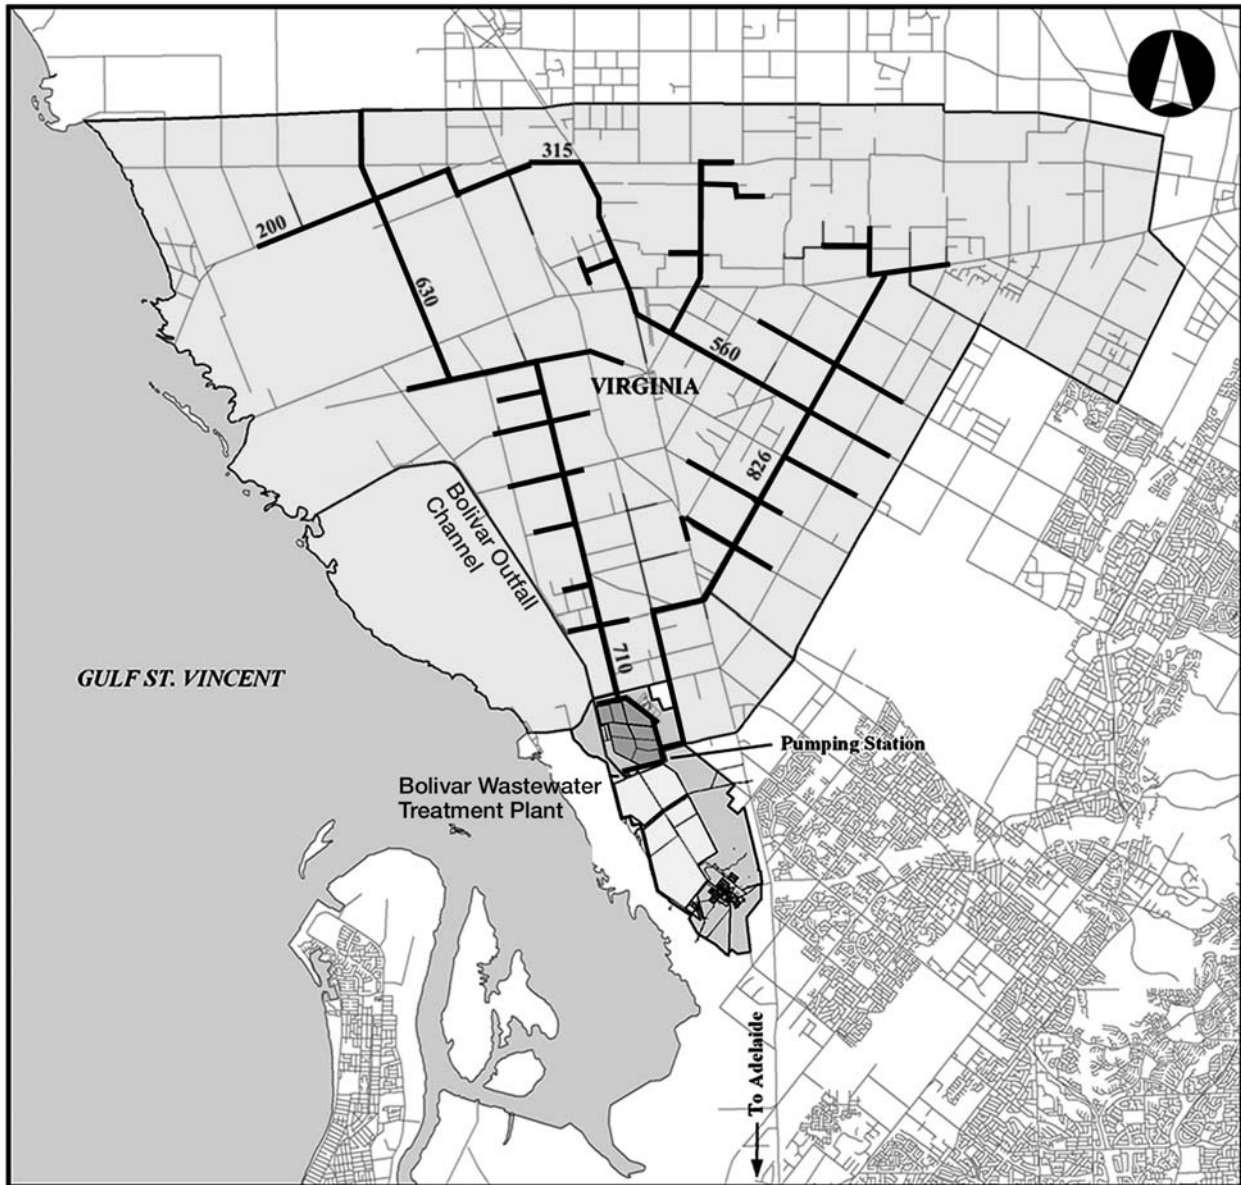 315
200
630
560
VIRGINIA
826
Bolivar Outfall
Channel
710
GULF ST. VINCENT
Pumping Station
Bolivar Wastewater
Treatment Plant
To Adelaide